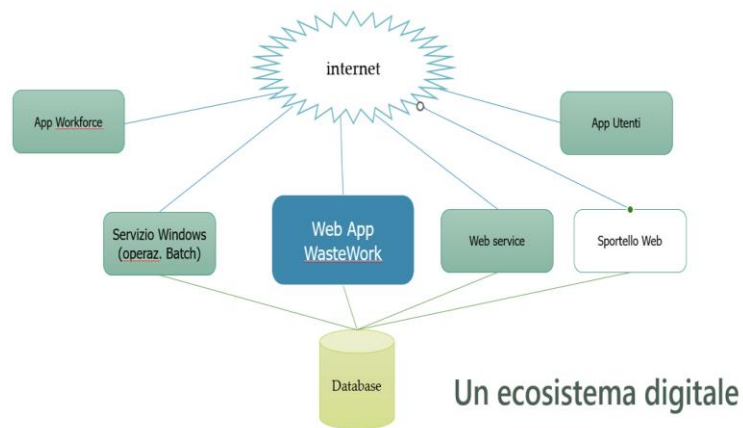 internet
App Workforce
App Utenti
Servizio Windows
(operaz. Batch)
Web App
WasteWork
Web service
Sportello Web
Database
Un ecosistema digitale